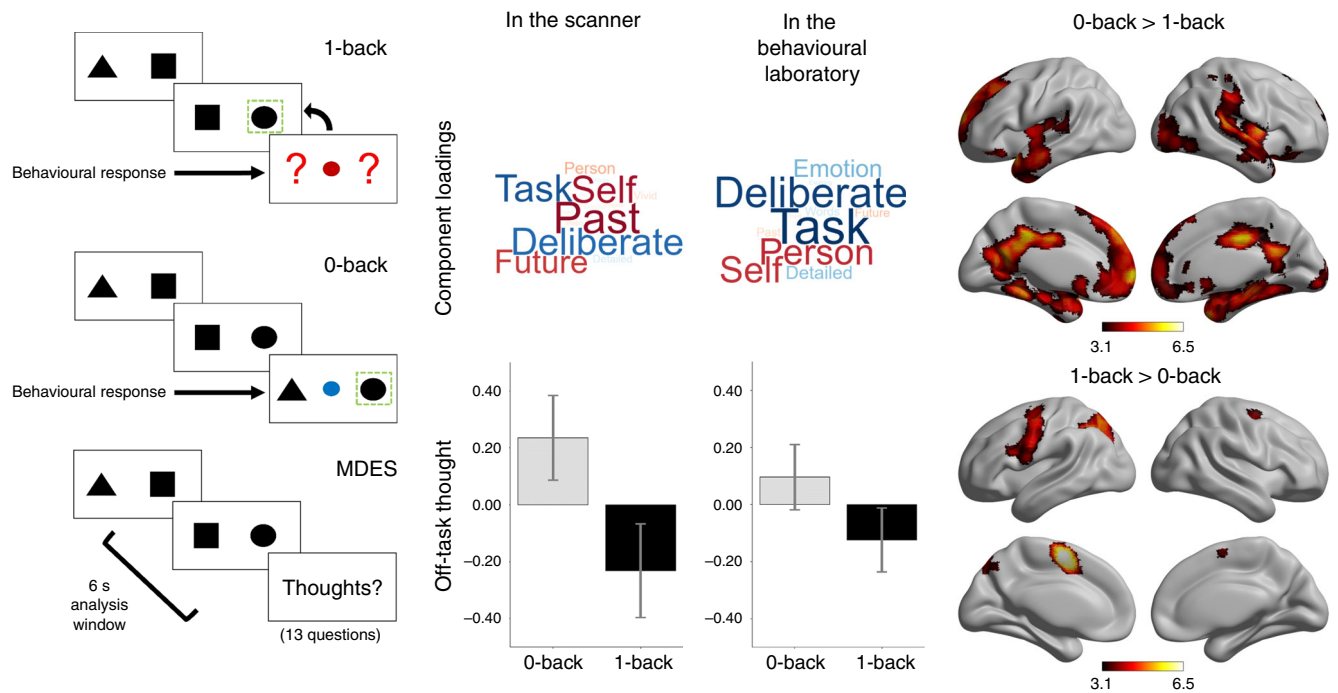 1-back
Behavioural response
? ?
0-back
Behavioural response
MDES
6 s
analysis
window
Thoughts?
(13 questions)
In the scanner
In the
behavioural
laboratory
Component loadings
Person
Task Self Vivid
Past
Deliberate
Future Detailed
Emotion
Deliberate
Words Future
Task
Past
Person
Self Detailed
Off-task thought
0.40
0.20
0.00
–0.20
–0.40
0-back 1-back
0.40
0.20
0.00
–0.20
–0.40
0-back 1-back
0-back > 1-back
3.1 6.5
1-back > 0-back
3.1 6.5